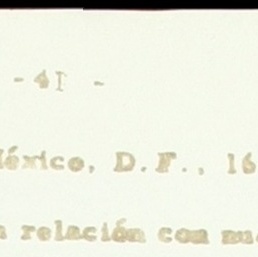 - 41 -
México, D.F., 16
relación con